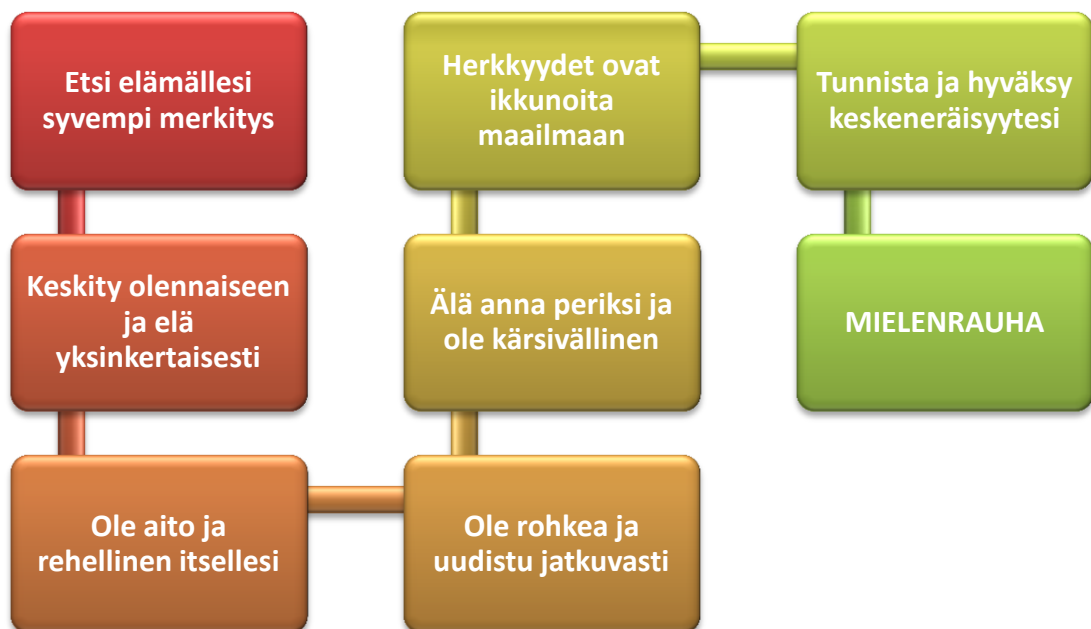 Etsi elämällesi
syvempi merkitys
Keskity olennaiseen
ja elä
yksinkertaisesti
Ole aito ja
rehellinen itsellesi
Ole rohkea ja
uudistu jatkuvasti
Älä anna periksi ja
ole kärsivällinen
Herkkyydet ovat
ikkunoita
maailmaan
Tunnista ja hyväksy
keskeneräisyytesi
MIELENRAUHA